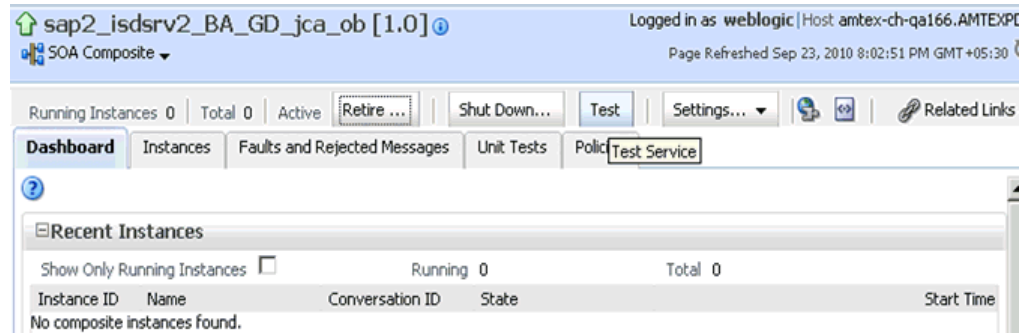 sap2_isdsrv2_BA_GD_jca_ob [1.0]
Logged in as weblogic | Host amtex-ch-qa166.AMTEXPD
SOA Composite
Page Refreshed Sep 23, 2010 8:02:51 PM GMT+05:30
Running Instances 0 | Total 0 | Active Retire ... Shut Down... Test Settings... Related Links
Dashboard Instances Faults and Rejected Messages Unit Tests
Test Service
Recent Instances
Show Only Running Instances Running 0 Total 0
Instance ID Name Conversation ID State Start Time
No composite instances found.